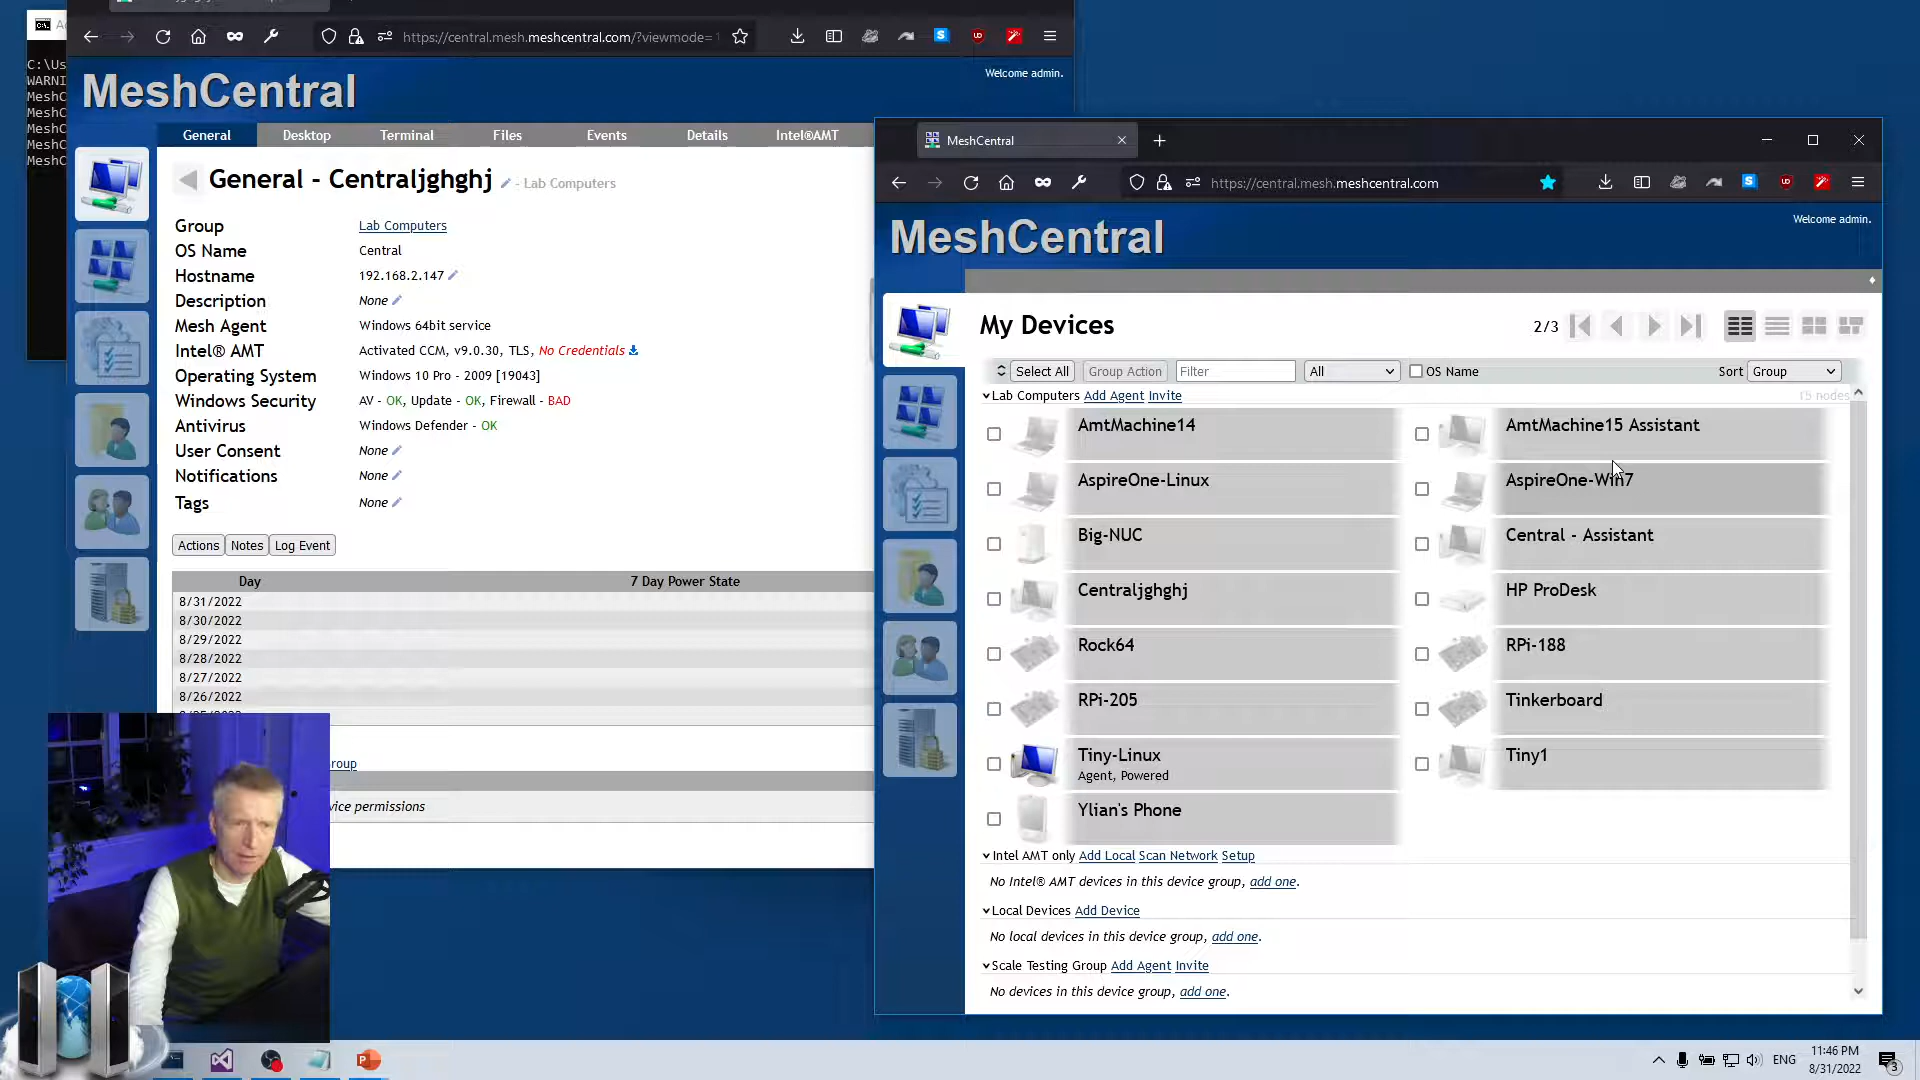 C:\Us
WARNI
MeshC
MeshC
MeshC
MeshC
MeshC
https://central.mesh.meshcentral.com/?viewmode=
Welcome admin.
MeshCentral
General Desktop Terminal Files Events Details Intel®AMT
General - Centraljghghj - Lab Computers
Group Lab Computers
OS Name Central
Hostname 192.168.2.147
Description None
Mesh Agent Windows 64bit service
Intel® AMT Activated CCM, v9.0.30, TLS, No Credentials
Operating System Windows 10 Pro - 2009 [19043]
Windows Security AV - OK, Update - OK, Firewall - BAD
Antivirus Windows Defender - OK
User Consent None
Notifications None
Tags None
Actions Notes Log Event
Day 7 Day Power State
8/31/2022
8/30/2022
8/29/2022
8/28/2022
8/27/2022
8/26/2022
roup
vice permissions
MeshCentral
https://central.mesh.meshcentral.com
Welcome admin.
MeshCentral
My Devices 2/3
Select All Group Action Filter All OS Name Sort Group
Lab Computers Add Agent Invite 15 nodes
AmtMachine14 AmtMachine15 Assistant
AspireOne-Linux AspireOne-Win7
Big-NUC Central - Assistant
Centraljghghj HP ProDesk
Rock64 RPi-188
RPi-205 Tinkerboard
Tiny-Linux Tiny1
Agent, Powered
Ylian's Phone
Intel AMT only Add Local Scan Network Setup
No Intel® AMT devices in this device group, add one.
Local Devices Add Device
No local devices in this device group, add one.
Scale Testing Group Add Agent Invite
No devices in this device group, add one.
ENG
11:46 PM
8/31/2022
3